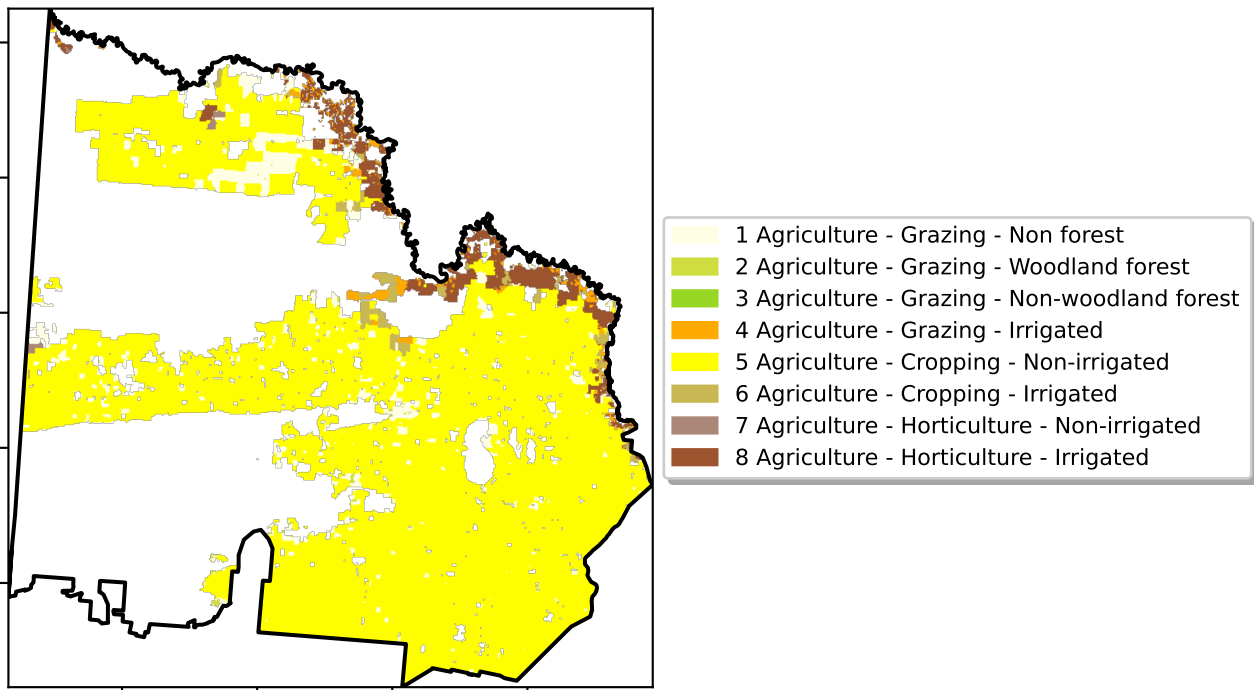 1 Agriculture - Grazing - Non forest
2 Agriculture - Grazing - Woodland forest
3 Agriculture - Grazing - Non-woodland forest
4 Agriculture - Grazing - Irrigated
5 Agriculture - Cropping - Non-irrigated
6 Agriculture - Cropping - Irrigated
7 Agriculture - Horticulture - Non-irrigated
8 Agriculture - Horticulture - Irrigated